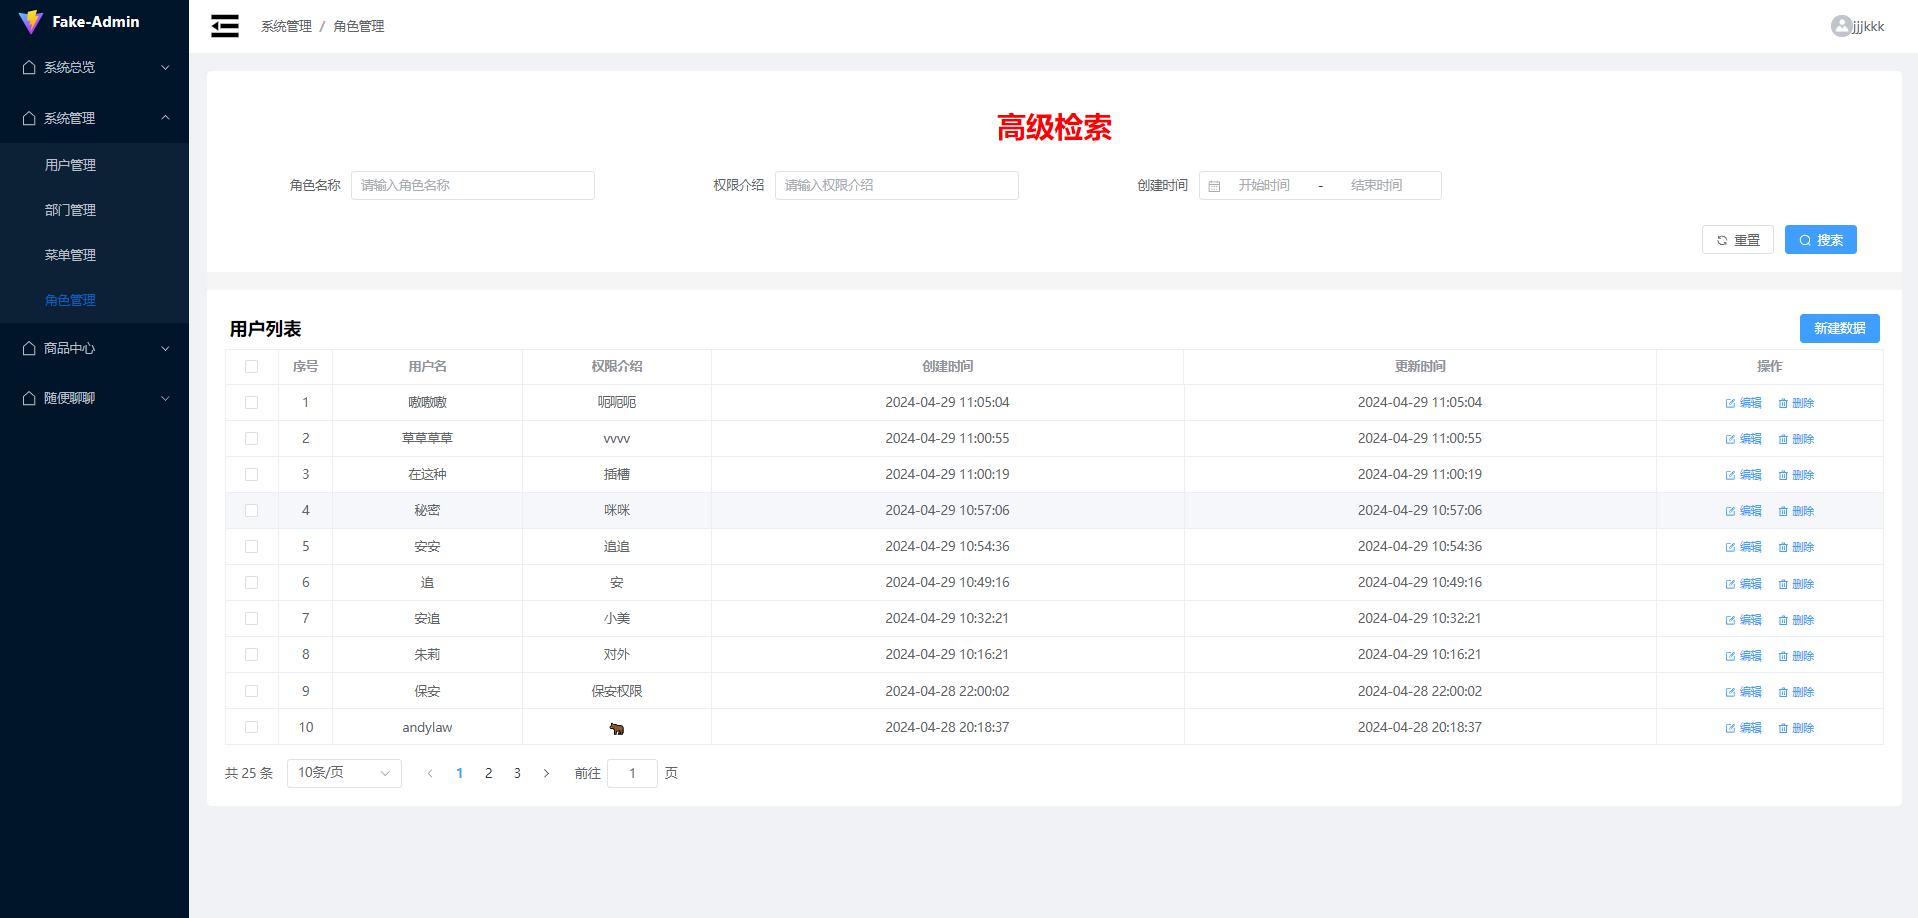 Fake-Admin
系统管理 / 角色管理
jjjkkk
系统总览
系统管理
用户管理
部门管理
菜单管理
角色管理
商品中心
随便聊聊
高级检索
角色名称 请输入角色名称 权限介绍 请输入权限介绍 创建时间 开始时间 - 结束时间
重置 搜索
用户列表 新建数据
序号 用户名 权限介绍 创建时间 更新时间 操作
1 嗷嗷嗷 呃呃呃 2024-04-29 11:05:04 2024-04-29 11:05:04 编辑 删除
2 草草草草 vvvv 2024-04-29 11:00:55 2024-04-29 11:00:55 编辑 删除
3 在这种 插槽 2024-04-29 11:00:19 2024-04-29 11:00:19 编辑 删除
4 秘密 咪咪 2024-04-29 10:57:06 2024-04-29 10:57:06 编辑 删除
5 安安 追追 2024-04-29 10:54:36 2024-04-29 10:54:36 编辑 删除
6 追 安 2024-04-29 10:49:16 2024-04-29 10:49:16 编辑 删除
7 安追 小美 2024-04-29 10:32:21 2024-04-29 10:32:21 编辑 删除
8 朱莉 对外 2024-04-29 10:16:21 2024-04-29 10:16:21 编辑 删除
9 保安 保安权限 2024-04-28 22:00:02 2024-04-28 22:00:02 编辑 删除
10 andylaw 🐂 2024-04-28 20:18:37 2024-04-28 20:18:37 编辑 删除
共 25 条 10条/页 1 2 3 前往 1 页